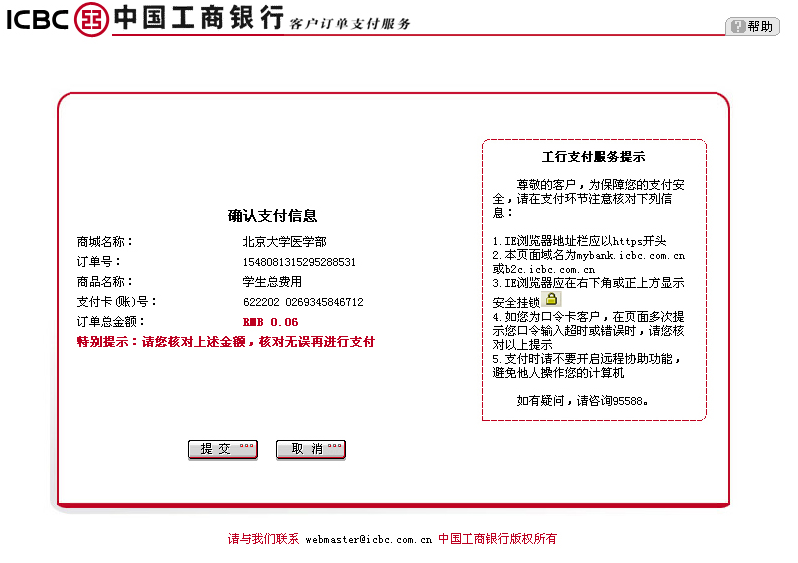 ICBC 中国工商银行 客户订单支付服务
?帮助
确认支付信息
商城名称： 北京大学医学部
订单号： 1548081315295288531
商品名称： 学生总费用
支付卡(账)号： 622202 0269345846712
订单总金额： RMB 0.06
特别提示：请您核对上述金额，核对无误再进行支付
提 交
取 消
工行支付服务提示
尊敬的客户，为保障您的支付安
全，请在支付环节注意核对下列信
息：
1.IE浏览器地址栏应以https开头
2.本页面域名为mybank.icbc.com.cn
或b2c.icbc.com.cn
3.IE浏览器应在右下角或正上方显示
安全挂锁
4.如您为口令卡客户，在页面多次提
示您口令输入超时或错误时，请您核
对以上提示
5.支付时请不要开启远程协助功能，
避免他人操作您的计算机
如有疑问，请咨询95588。
请与我们联系 webmaster@icbc.com.cn 中国工商银行版权所有